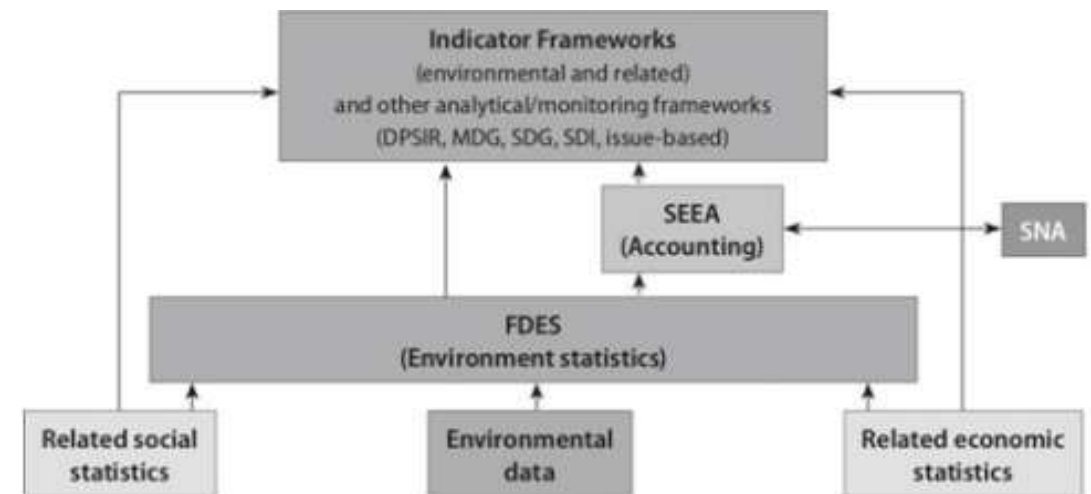 Indicator Frameworks
(environmental and related)
and other analytical/monitoring frameworks
(DPSIR, MDG, SDG, SDI, issue-based)
SEEA
(Accounting)
SNA
FDES
(Environment statistics)
Related social
statistics
Environmental
data
Related economic
statistics